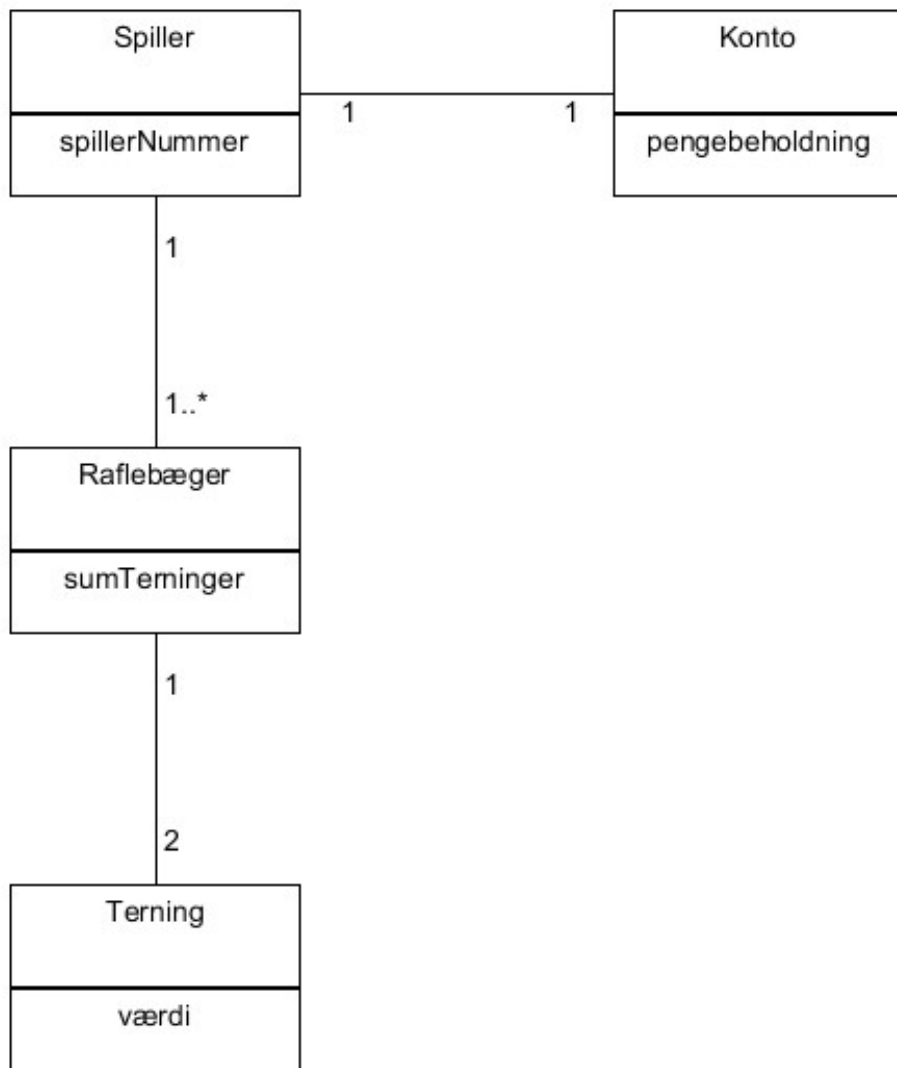 Spiller
spillerNummer
Konto
pengebeholdning
1
1
1
1..*
Raflebæger
sumTerninger
1
2
Terning
værdi